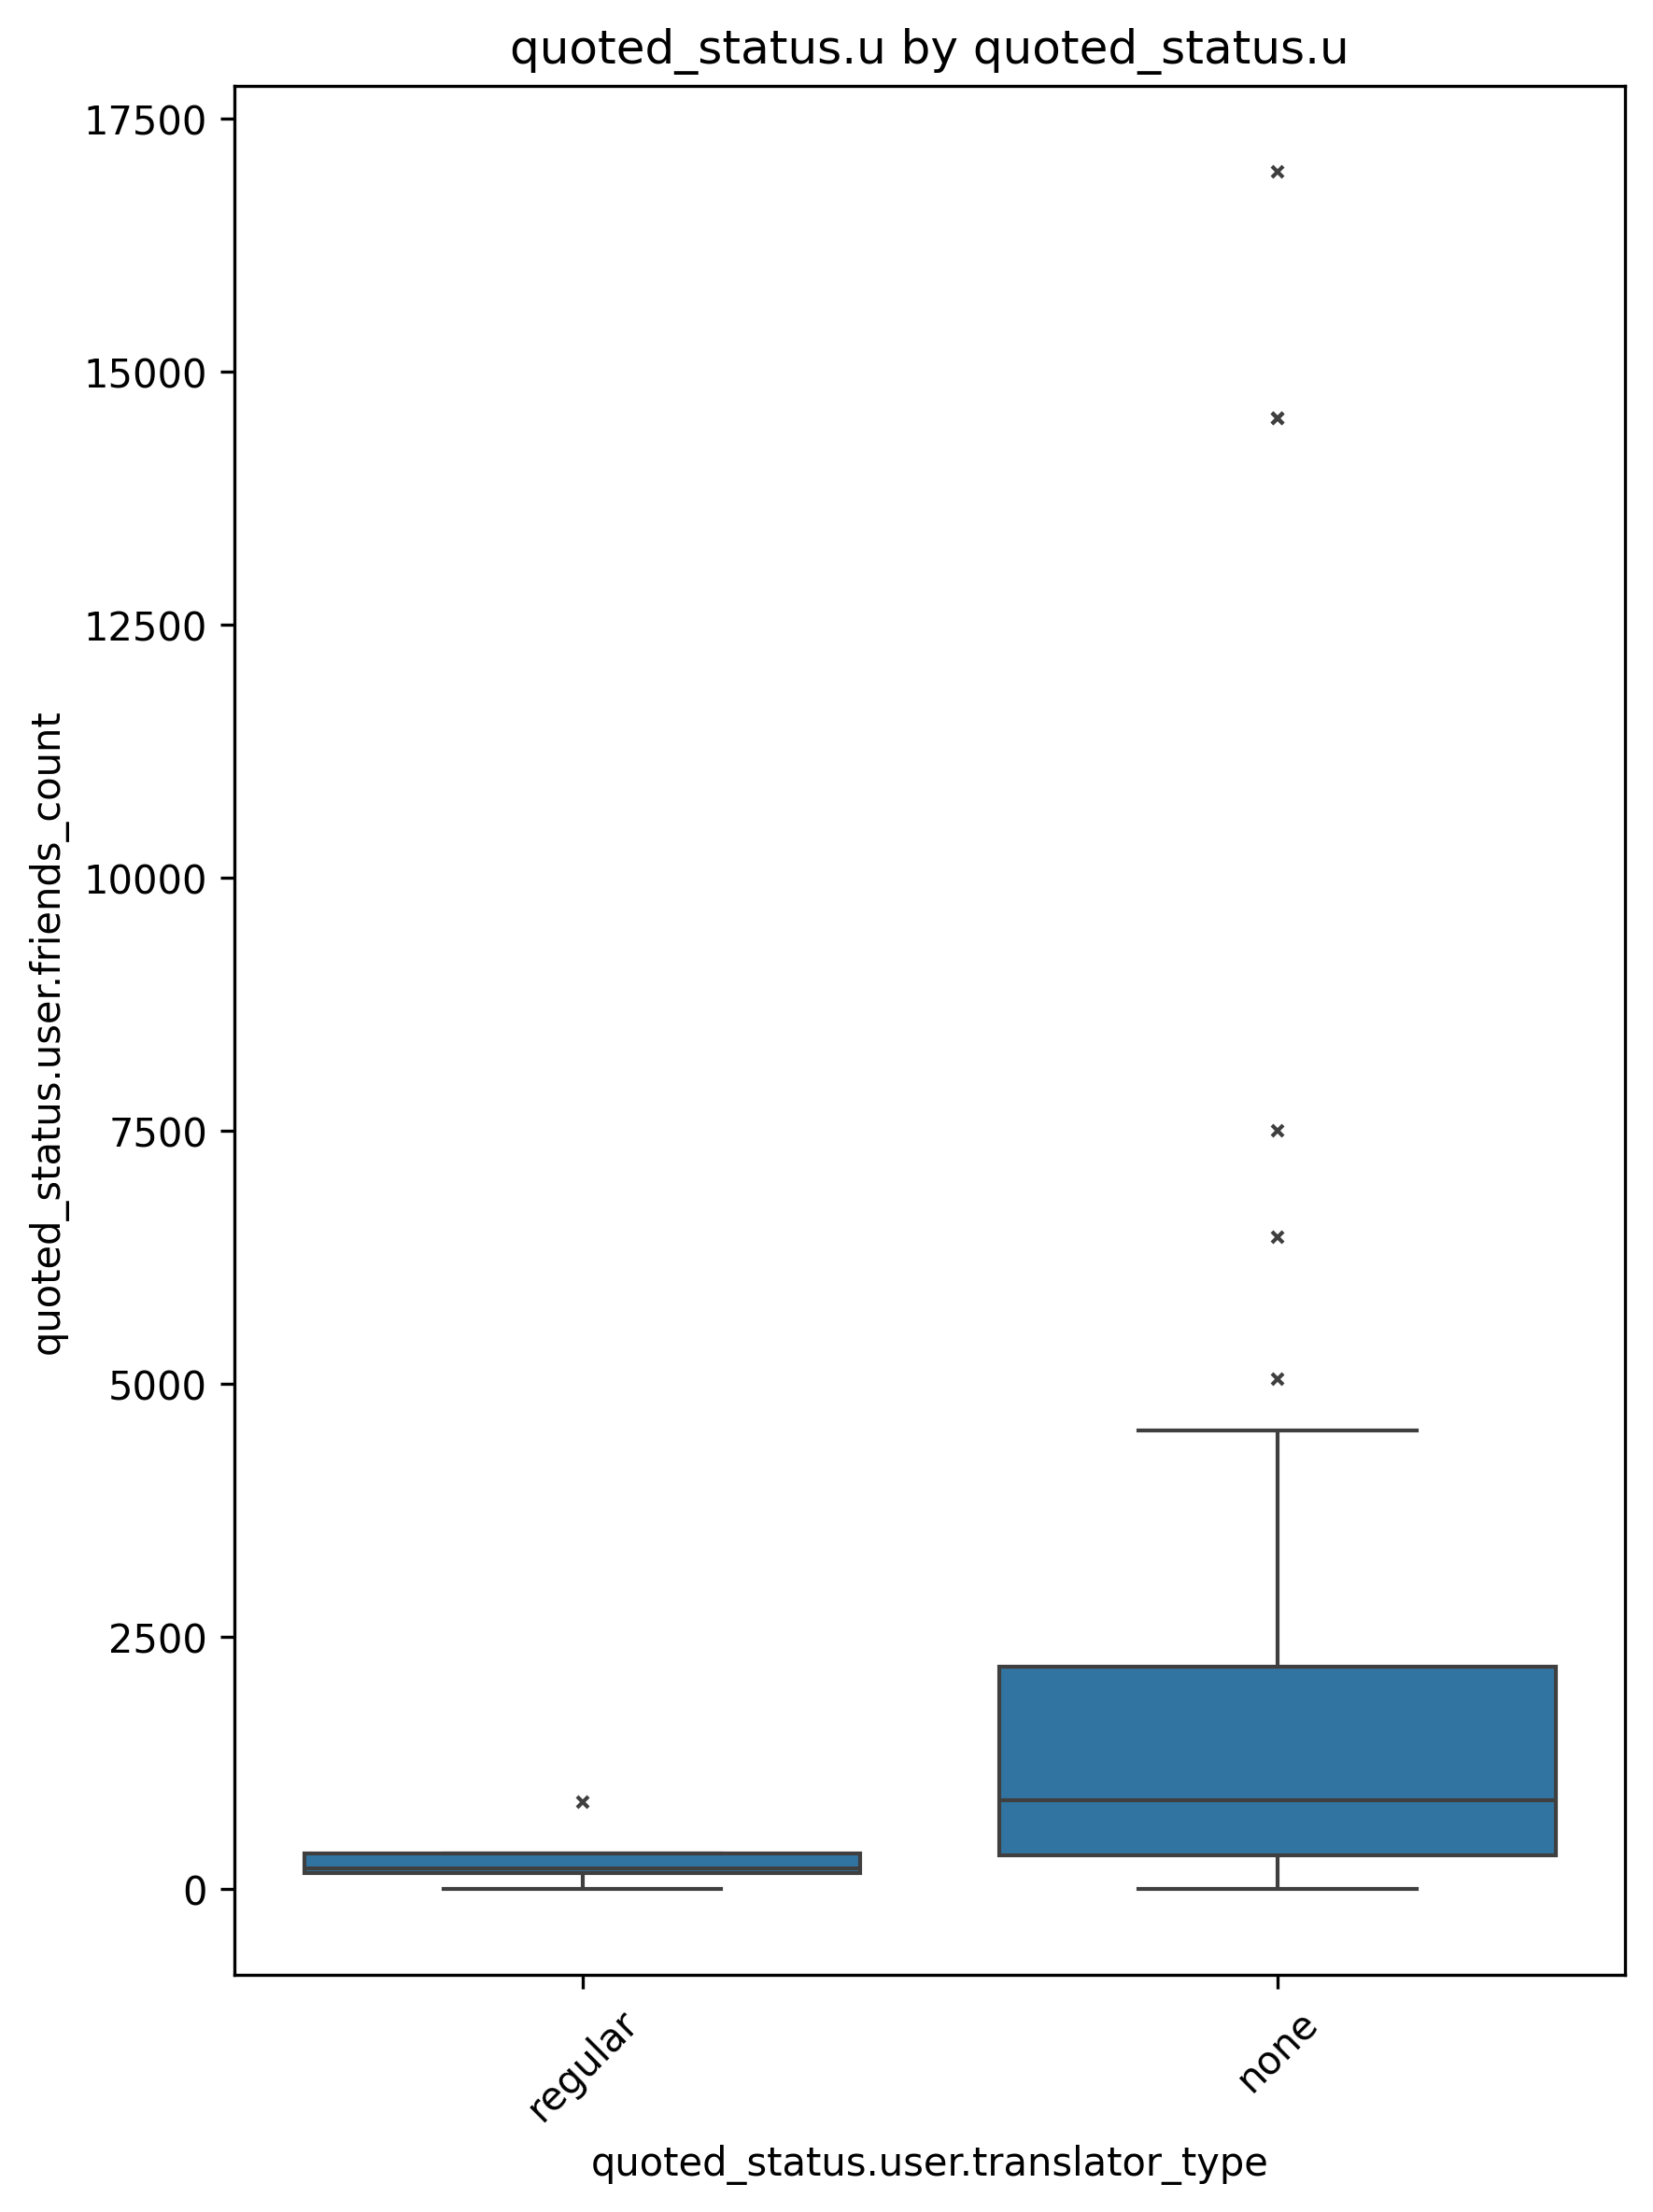 quoted_status.u by quoted_status.u
17500
15000
12500
10000
7500
5000
2500
0
quoted_status.user.friends_count
regular
none
quoted_status.user.translator_type